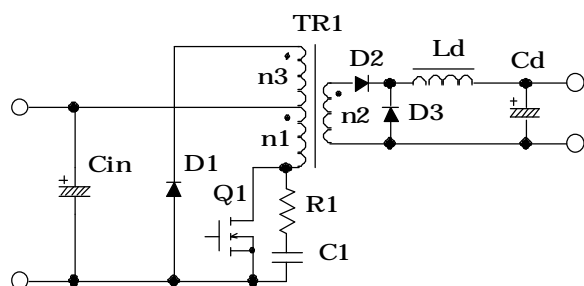 TR1
D2
Ld
Cd
n3
n1
n2
D3
Cin
D1
Q1
R1
C1
+
+